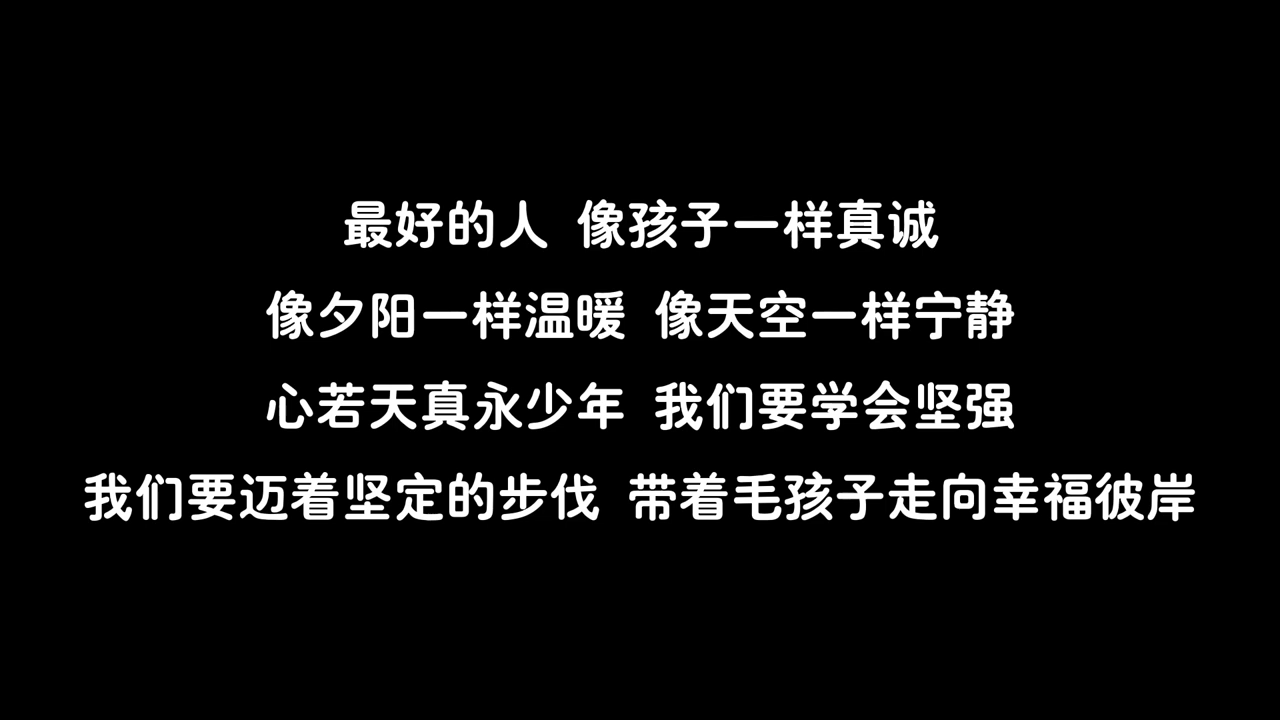 最好的人 像孩子一样真诚
像夕阳一样温暖 像天空一样宁静
心若天真永少年 我们要学会坚强
我们要迈着坚定的步伐 带着毛孩子走向幸福彼岸